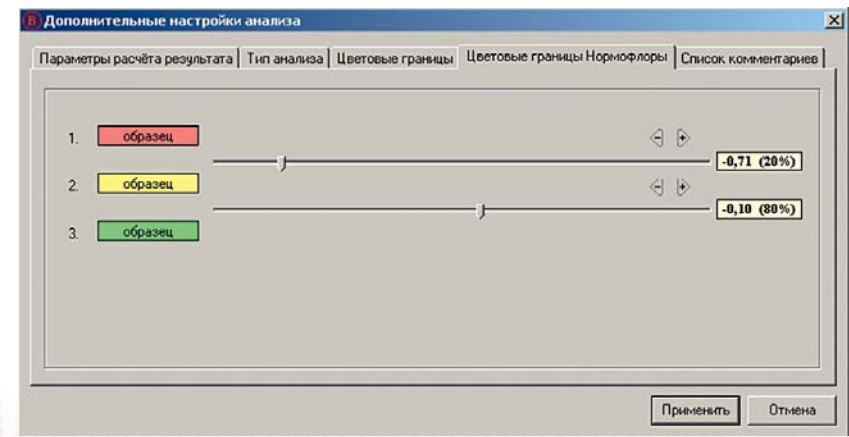 Дополнительные настройки анализа
Параметры расчёта результата Тип анализа Цветовые границы Цветовые границы Нормофлоры Список комментариев
1. образец
-0,71 (20%)
2. образец
-0,10 (80%)
3. образец
Применить Отмена